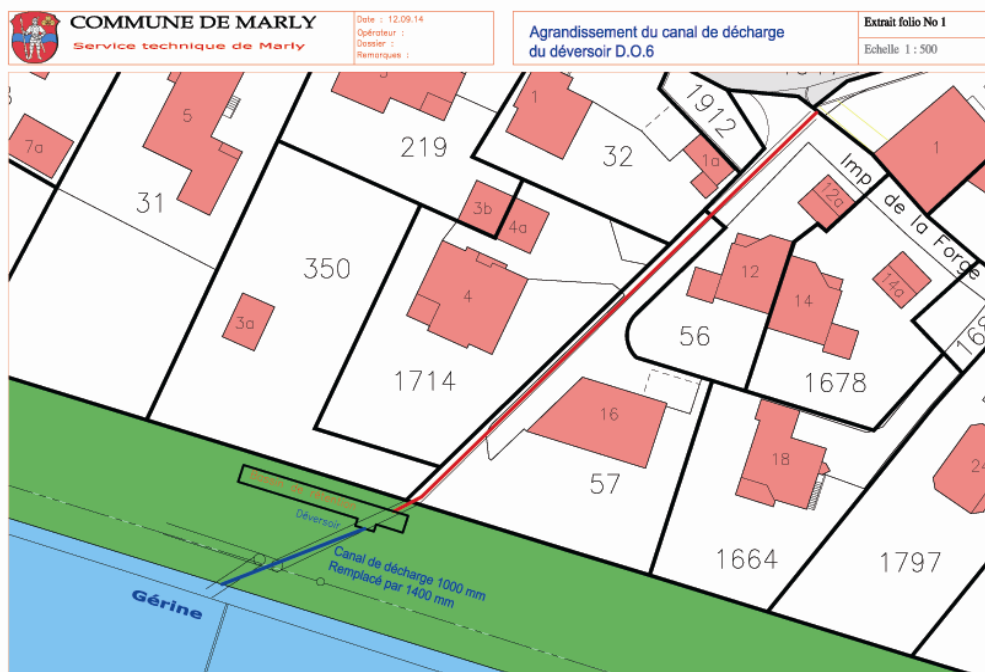 COMMUNE DE MARLY
Service technique de Marly
Date : 12.09.14
Opérateur :
Dossier :
Remarques :
Agrandissement du canal de décharge
du déversoir D.O.6
Extrait folio No 1
Echelle 1 : 500
5
7a
31
219
1
32
1912
1a
1
Imp. de la Forge
12a
3b
4a
350
4
12
14
14a
3a
56
1714
1678
16
57
18
24
1664
1797
Déversoir
Canal de décharge 1000 mm
Remplacé par 1400 mm
Gérine